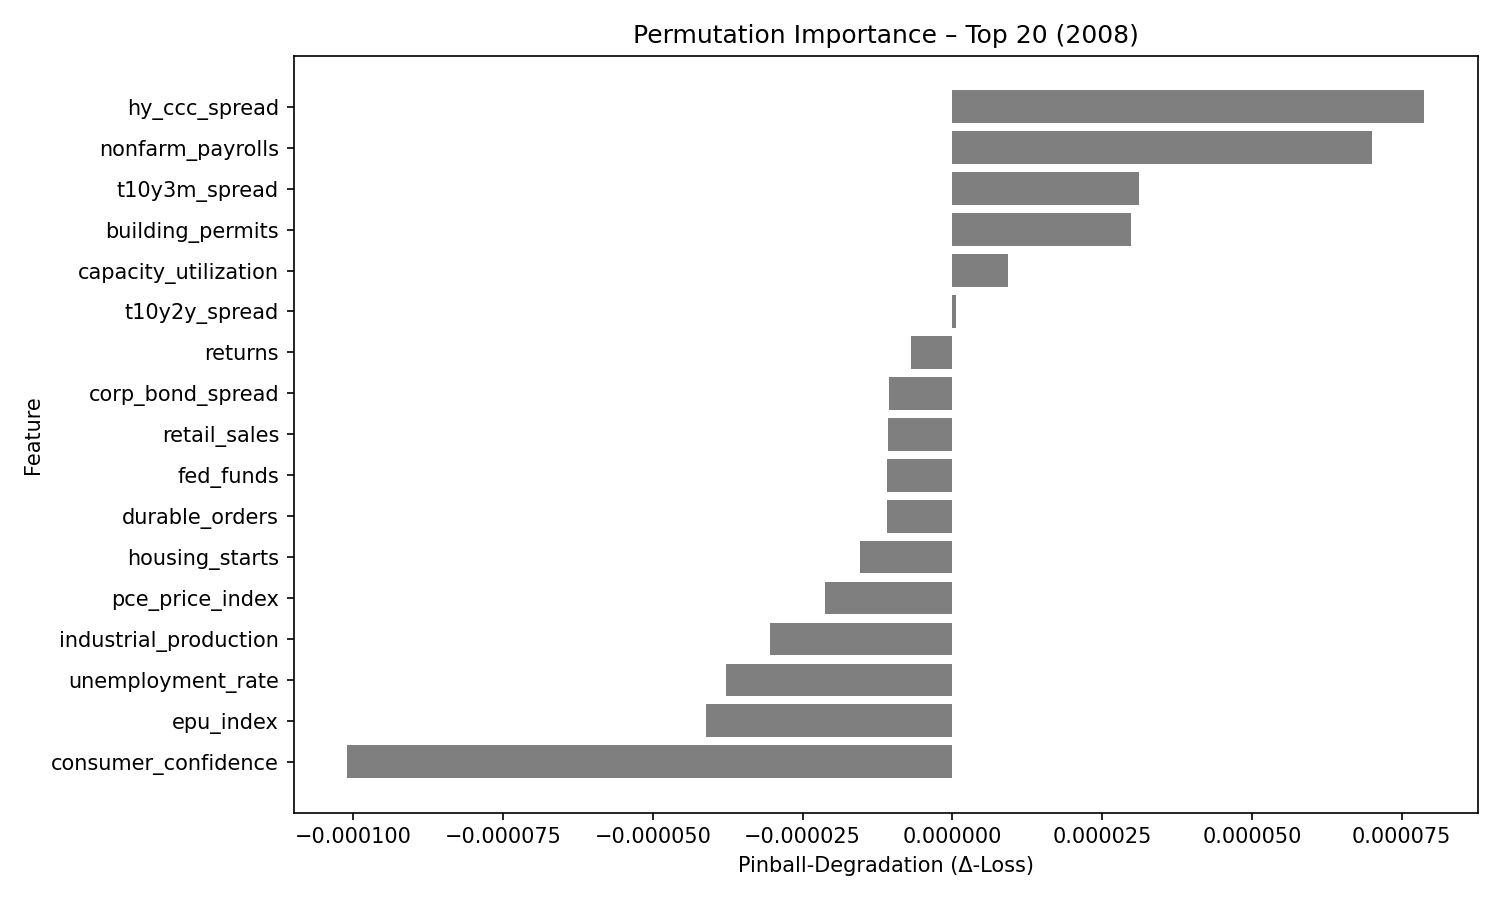 Permutation Importance – Top 20 (2008)
hy_ccc_spread
nonfarm_payrolls
t10y3m_spread
building_permits
capacity_utilization
t10y2y_spread
returns
corp_bond_spread
retail_sales
fed_funds
durable_orders
housing_starts
pce_price_index
industrial_production
unemployment_rate
epu_index
consumer_confidence
Feature
−0.000100 −0.000075 −0.000050 −0.000025 0.000000 0.000025 0.000050 0.000075
Pinball-Degradation (Δ-Loss)